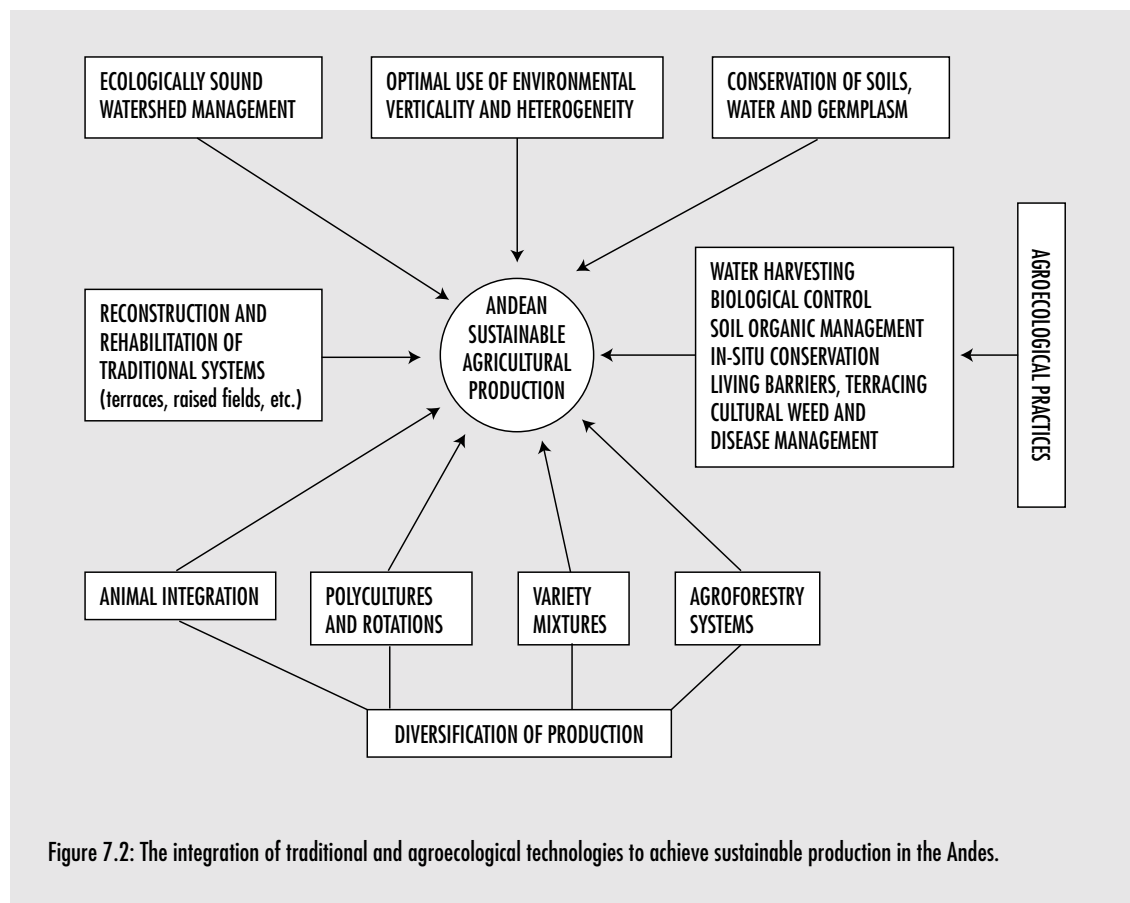 ECOLOGICALLY SOUND
WATERSHED MANAGEMENT
OPTIMAL USE OF ENVIRONMENTAL
VERTICALITY AND HETEROGENEITY
CONSERVATION OF SOILS,
WATER AND GERMPLASM
RECONSTRUCTION AND
REHABILITATION OF
TRADITIONAL SYSTEMS
(terraces, raised fields, etc.)
ANDEAN
SUSTAINABLE
AGRICULTURAL
PRODUCTION
WATER HARVESTING
BIOLOGICAL CONTROL
SOIL ORGANIC MANAGEMENT
IN-SITU CONSERVATION
LIVING BARRIERS, TERRACING
CULTURAL WEED AND
DISEASE MANAGEMENT
AGROECOLOGICAL PRACTICES
ANIMAL INTEGRATION
POLYCULTURES
AND ROTATIONS
VARIETY
MIXTURES
AGROFORESTRY
SYSTEMS
DIVERSIFICATION OF PRODUCTION
Figure 7.2: The integration of traditional and agroecological technologies to achieve sustainable production in the Andes.